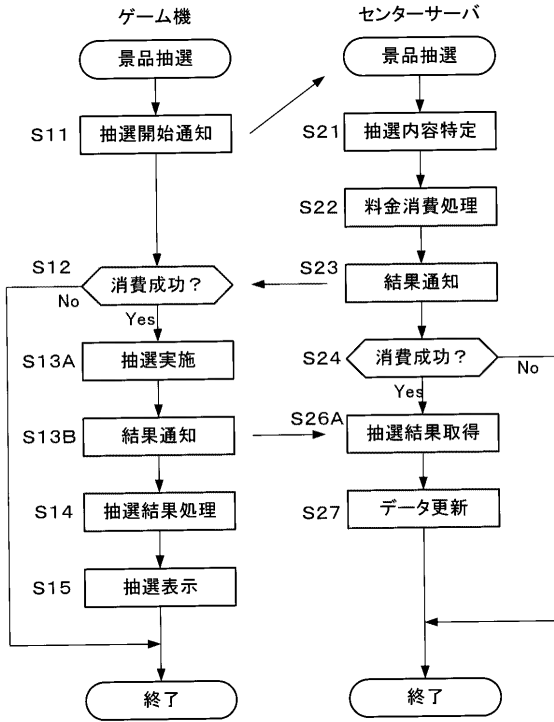 ゲーム機
景品抽選
S11
抽選開始通知
S12
消費成功？
No
Yes
S13A
抽選実施
S13B
結果通知
S14
抽選結果処理
S15
抽選表示
終了
センターサーバ
景品抽選
S21
抽選内容特定
S22
料金消費処理
S23
結果通知
S24
消費成功？
No
Yes
S26A
抽選結果取得
S27
データ更新
終了